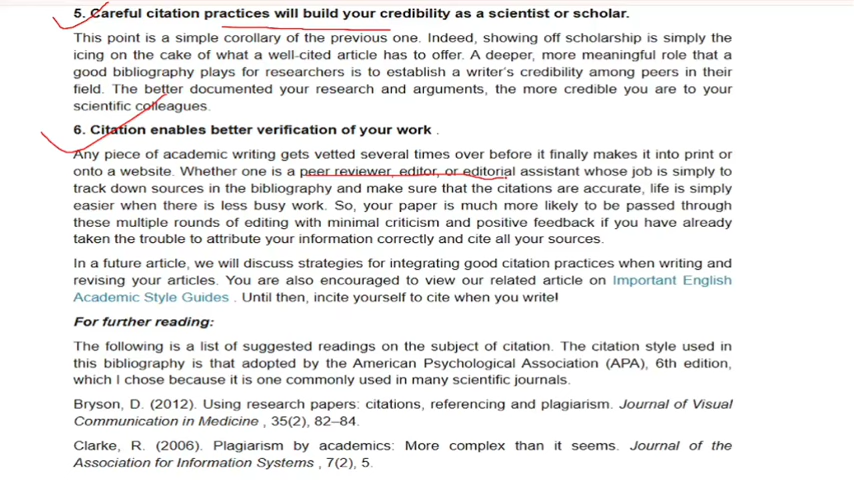 5. Careful citation practices will build your credibility as a scientist or scholar.
This point is a simple corollary of the previous one. Indeed, showing off scholarship is simply the
icing on the cake of what a well-cited article has to offer. A deeper, more meaningful role that a
good bibliography plays for researchers is to establish a writer's credibility among peers in their
field. The better documented your research and arguments, the more credible you are to your
scientific colleagues.
6. Citation enables better verification of your work .
Any piece of academic writing gets vetted several times over before it finally makes it into print or
onto a website. Whether one is a peer reviewer, editor, or editorial assistant whose job is simply to
track down sources in the bibliography and make sure that the citations are accurate, life is simply
easier when there is less busy work. So, your paper is much more likely to be passed through
these multiple rounds of editing with minimal criticism and positive feedback if you have already
taken the trouble to attribute your information correctly and cite all your sources.
In a future article, we will discuss strategies for integrating good citation practices when writing and
revising your articles. You are also encouraged to view our related article on Important English
Academic Style Guides . Until then, incite yourself to cite when you write!
For further reading:
The following is a list of suggested readings on the subject of citation. The citation style used in
this bibliography is that adopted by the American Psychological Association (APA), 6th edition,
which I chose because it is one commonly used in many scientific journals.
Bryson, D. (2012). Using research papers: citations, referencing and plagiarism. Journal of Visual
Communication in Medicine , 35(2), 82–84.
Clarke, R. (2006). Plagiarism by academics: More complex than it seems. Journal of the
Association for Information Systems , 7(2), 5.